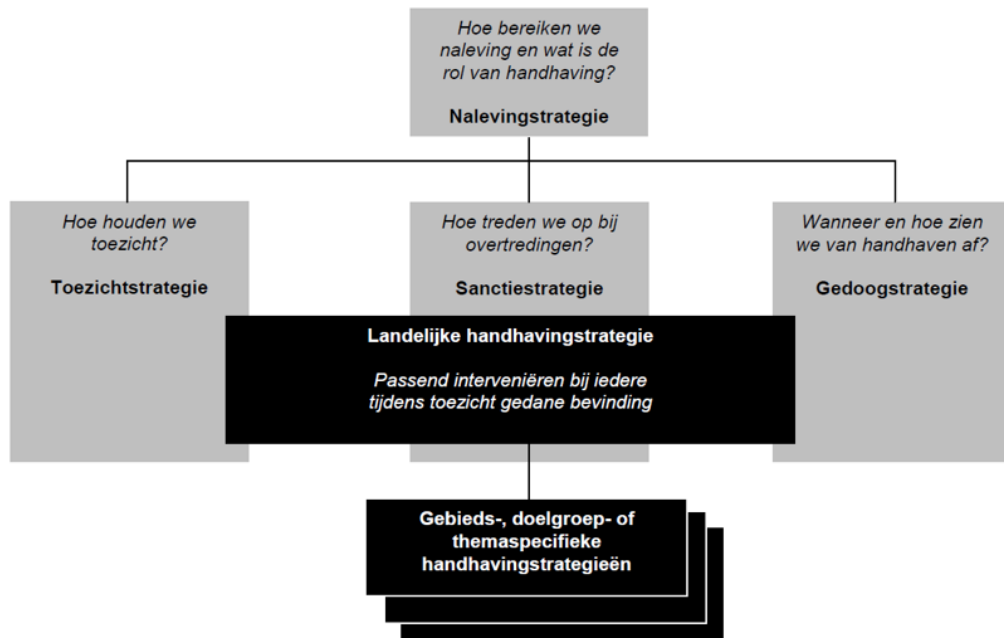 Hoe bereiken we
naleving en wat is de
rol van handhaving?
Nalevingstrategie
Hoe houden we
toezicht?
Toezichtstrategie
Hoe treden we op bij
overtredingen?
Sanctiestrategie
Wanneer en hoe zien
we van handhaven af?
Gedoogstrategie
Landelijke handhavingstrategie
Passend interveniëren bij iedere
tijdens toezicht gedane bevinding
Gebieds-, doelgroep- of
themaspecifieke
handhavingstrategieën